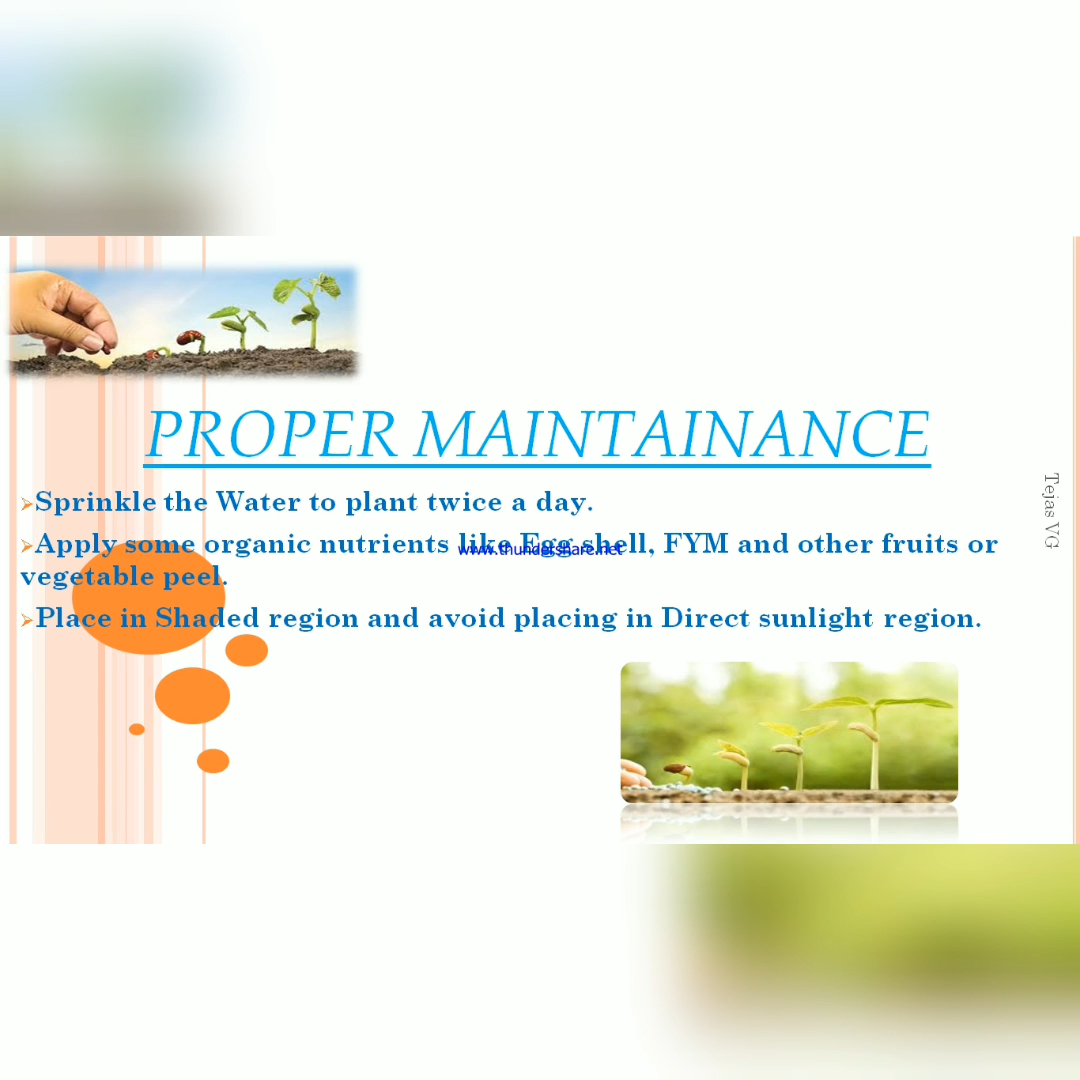 PROPER MAINTAINANCE
➢Sprinkle the Water to plant twice a day.
➢Apply some organic nutrients like Egg shell, FYM and other fruits or
vegetable peel.
➢Place in Shaded region and avoid placing in Direct sunlight region.
www.thundershare.net
Tejas VG